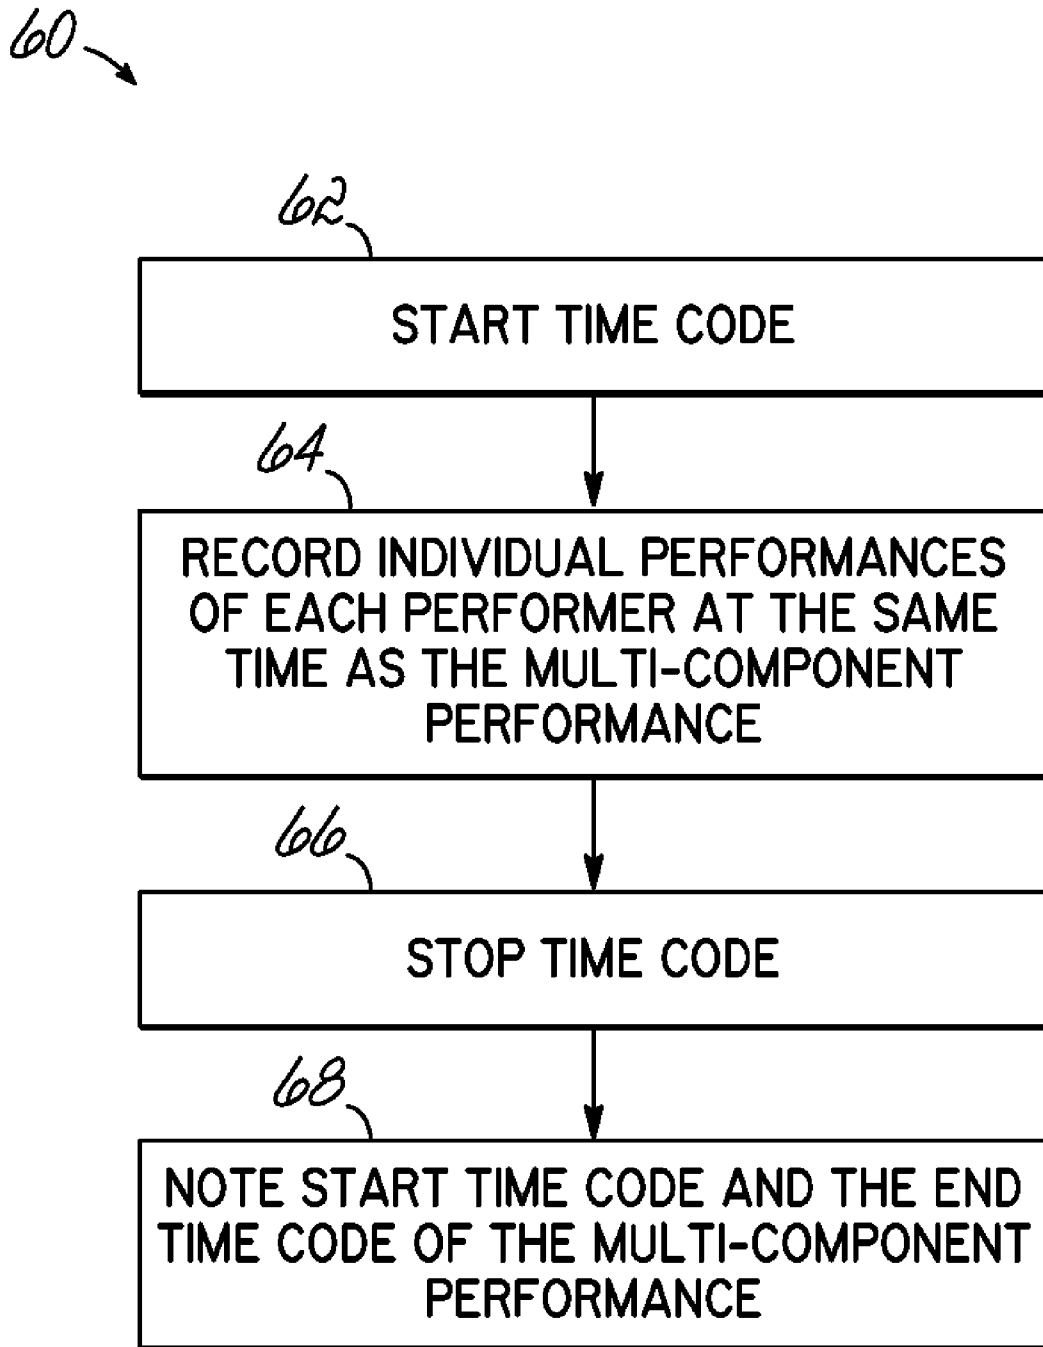 60
62
START TIME CODE
64
RECORD INDIVIDUAL PERFORMANCES
OF EACH PERFORMER AT THE SAME
TIME AS THE MULTI-COMPONENT
PERFORMANCE
66
STOP TIME CODE
68
NOTE START TIME CODE AND THE END
TIME CODE OF THE MULTI-COMPONENT
PERFORMANCE